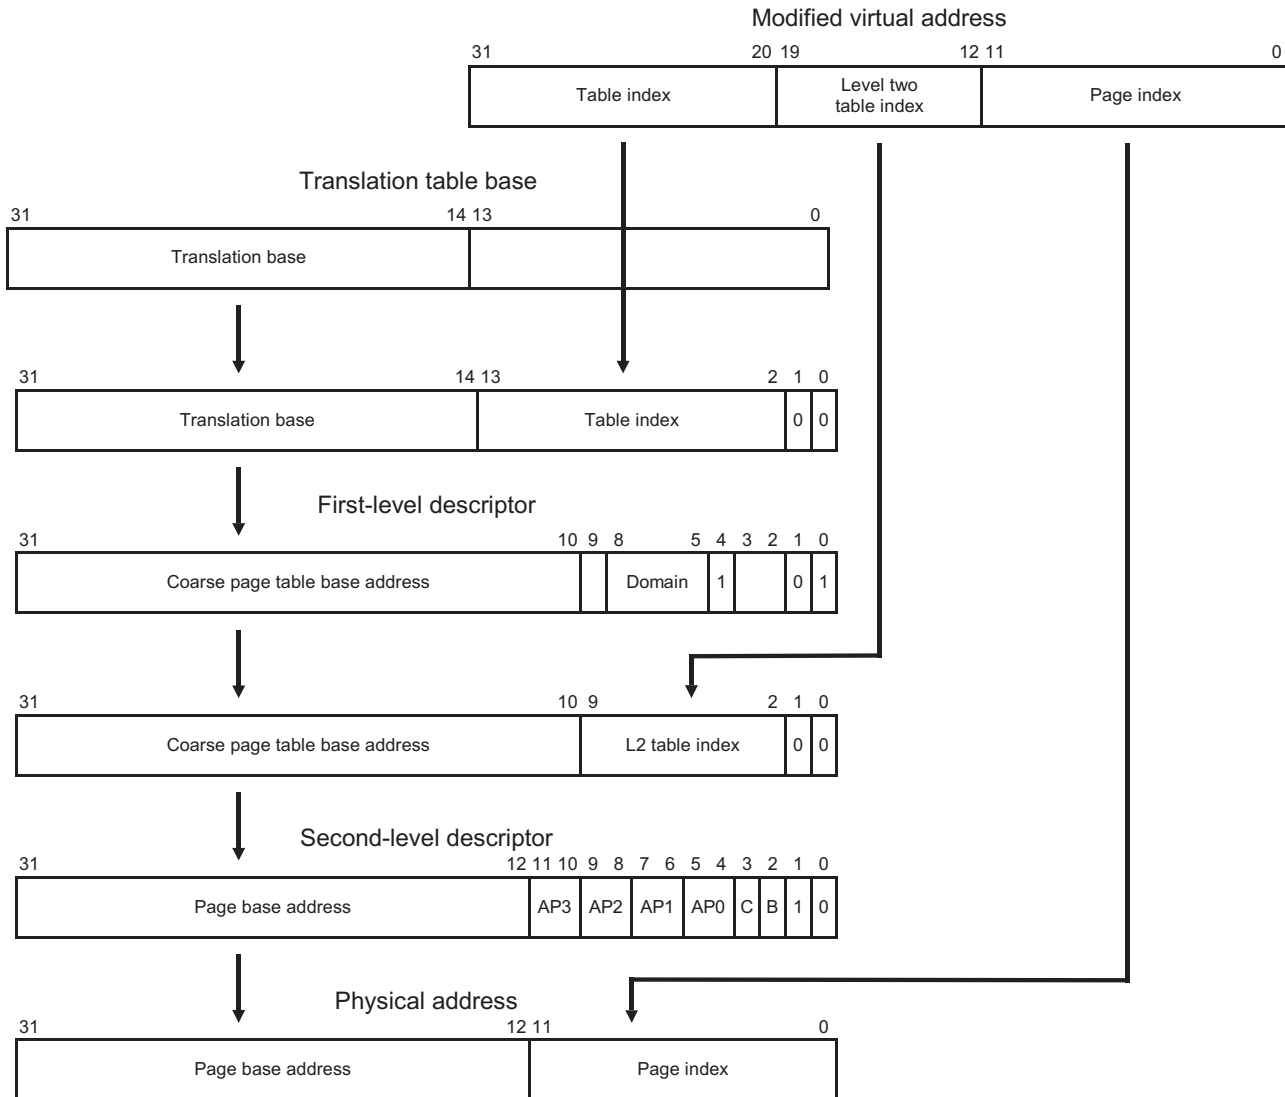 Modified virtual address
31 20 19 12 11 0
Table index Level two table index Page index
Translation table base
31 14 13 0
Translation base
31 14 13 2 1 0
Translation base Table index 0 0
First-level descriptor
31 10 9 8 5 4 3 2 1 0
Coarse page table base address Domain 1 0 1
31 10 9 2 1 0
Coarse page table base address L2 table index 0 0
Second-level descriptor
31 12 11 10 9 8 7 6 5 4 3 2 1 0
Page base address AP3 AP2 AP1 AP0 C B 1 0
Physical address
31 12 11 0
Page base address Page index